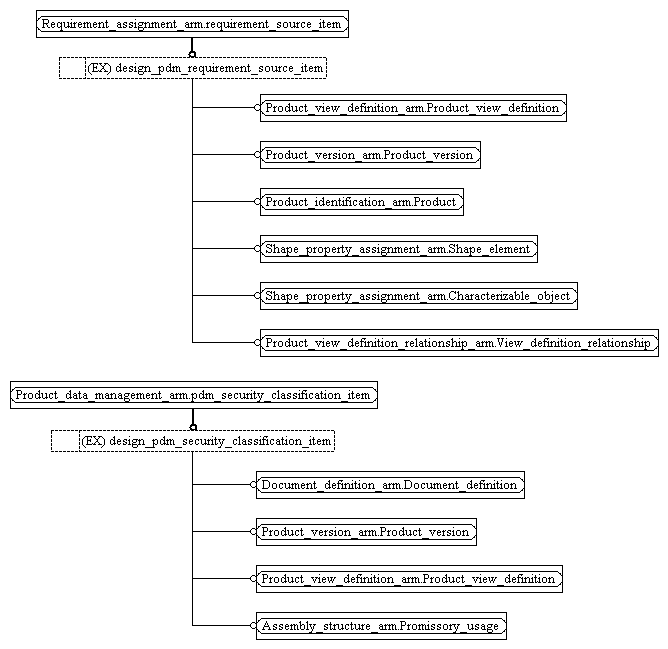 Requirement_assignment_arm.requirement_source_item
(EX) design_pdm_requirement_source_item
Product_view_definition_arm.Product_view_definition
Product_version_arm.Product_version
Product_identification_arm.Product
Shape_property_assignment_arm.Shape_element
Shape_property_assignment_arm.Characterizable_object
Product_view_definition_relationship_arm.View_definition_relationship
Product_data_management_arm.pdm_security_classification_item
(EX) design_pdm_security_classification_item
Document_definition_arm.Document_definition
Product_version_arm.Product_version
Product_view_definition_arm.Product_view_definition
Assembly_structure_arm.Promissory_usage